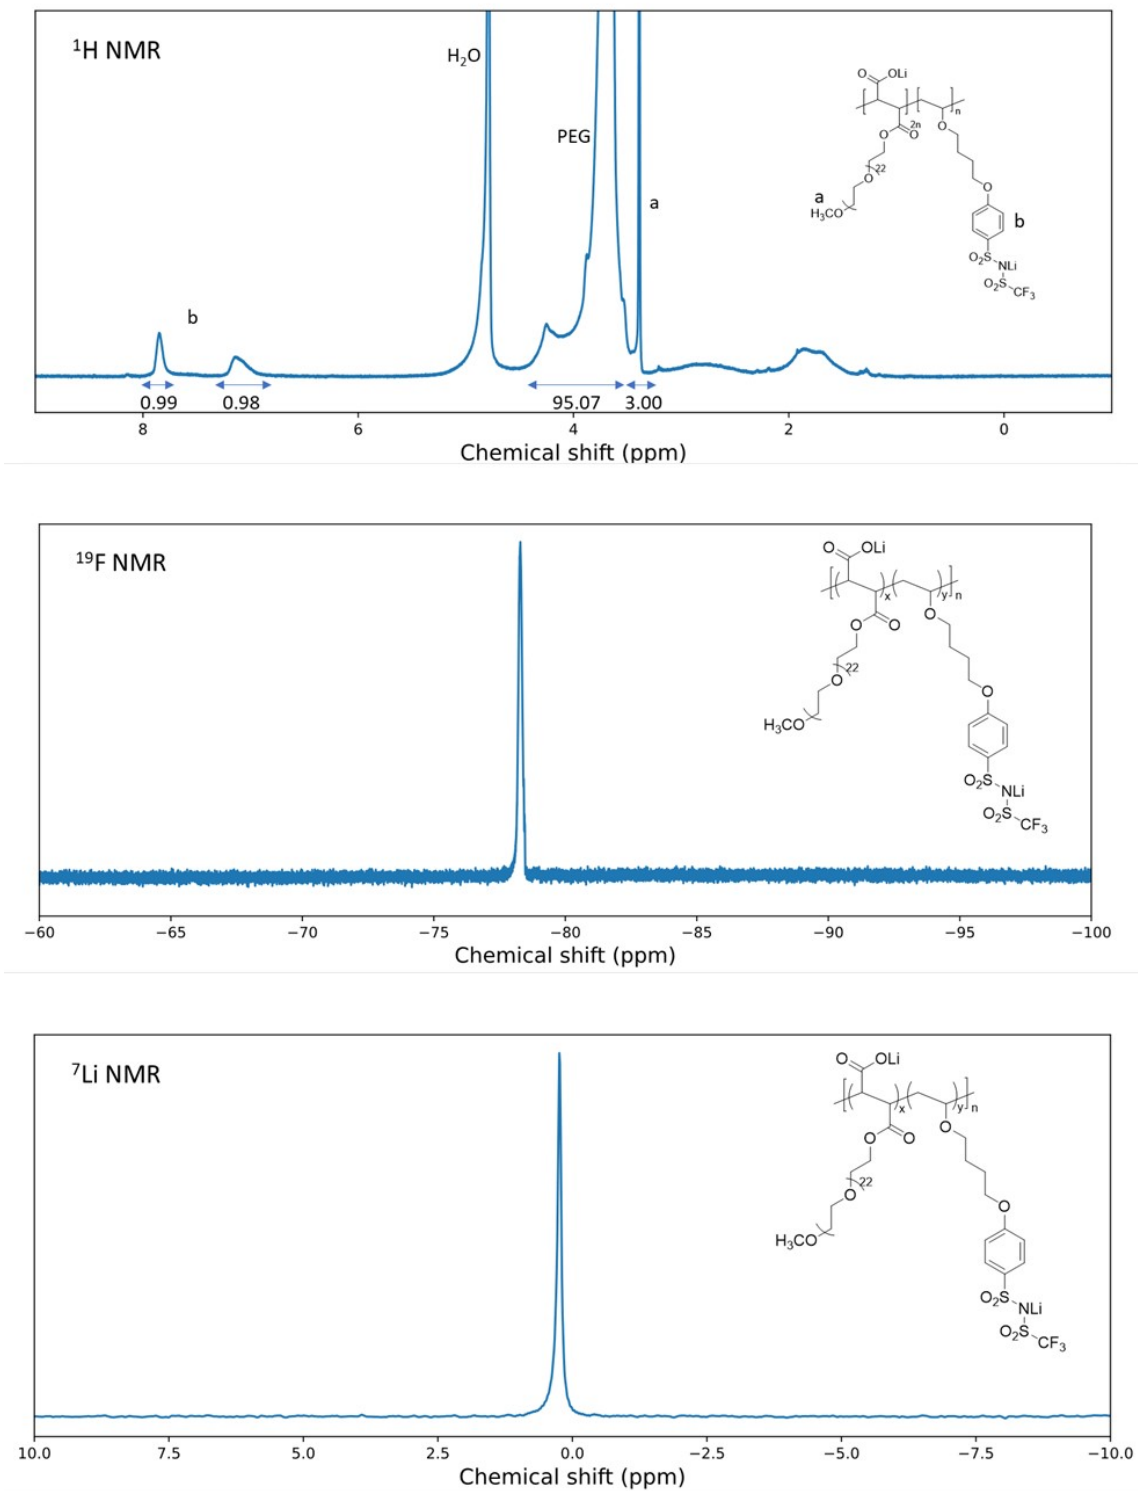 ¹H NMR
H₂O
PEG
a
b
0.99
0.98
95.07
3.00
O
OLi
2n
n
O
O
O
22
O
O
a
H₃CO
b
O₂S
NLi
O₂S
CF₃
8
6
4
2
0
Chemical shift (ppm)
¹⁹F NMR
O
OLi
x
y
n
O
O
O
22
O
O
H₃CO
O₂S
NLi
O₂S
CF₃
−60
−65
−70
−75
−80
−85
−90
−95
−100
Chemical shift (ppm)
⁷Li NMR
O
OLi
x
y
n
O
O
O
22
O
O
H₃CO
O₂S
NLi
O₂S
CF₃
10.0
7.5
5.0
2.5
0.0
−2.5
−5.0
−7.5
−10.0
Chemical shift (ppm)